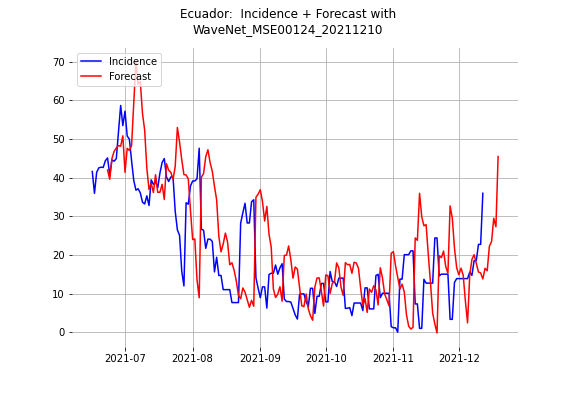 Ecuador:  Incidence + Forecast with
WaveNet_MSE00124_20211210
Incidence
Forecast
70
60
50
40
30
20
10
0
2021-07 2021-08 2021-09 2021-10 2021-11 2021-12